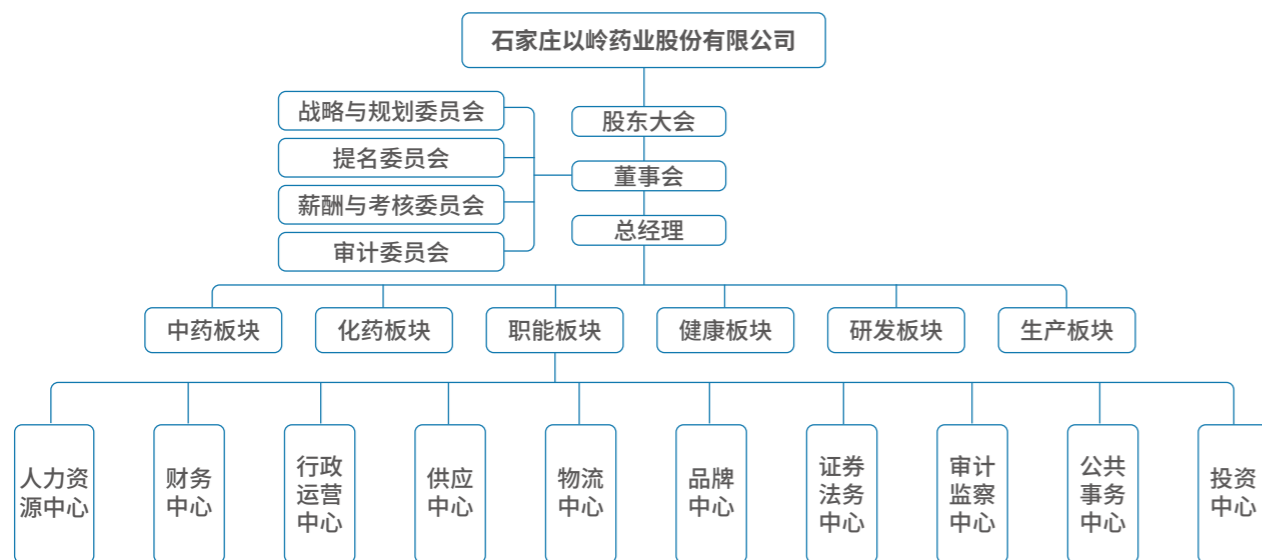 石家庄以岭药业股份有限公司
战略与规划委员会
股东大会
提名委员会
董事会
薪酬与考核委员会
总经理
审计委员会
中药板块
化药板块
职能板块
健康板块
研发板块
生产板块
人力资
源中心
财务
中心
行政
运营
中心
供应
中心
物流
中心
品牌
中心
证券
法务
中心
审计
监察
中心
公共
事务
中心
投资
中心